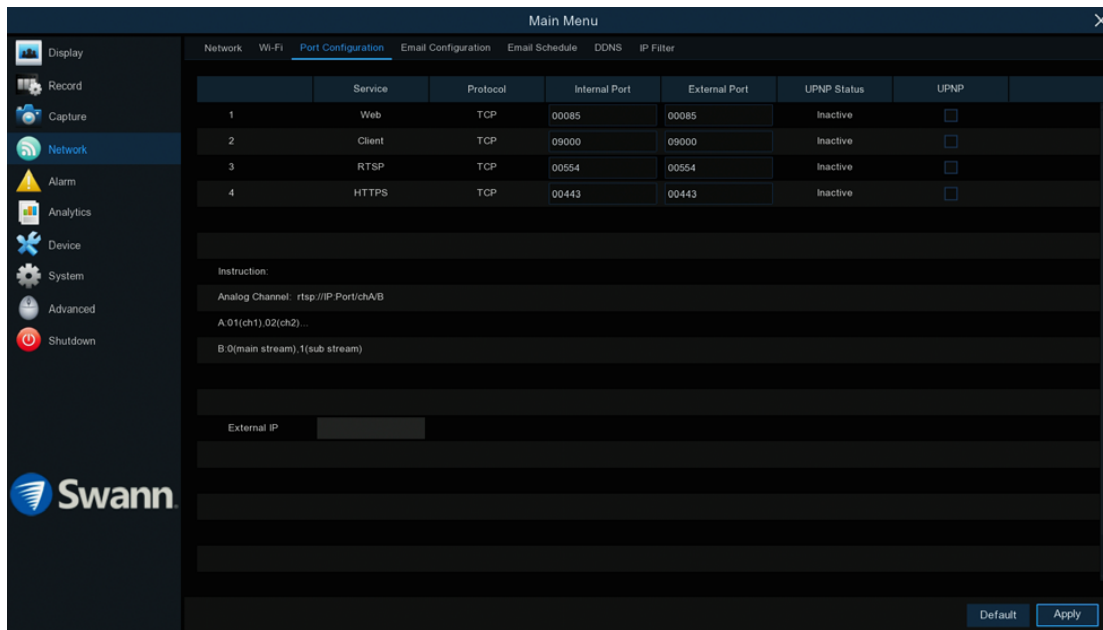 Main Menu
Display
Record
Capture
Network
Alarm
Analytics
Device
System
Advanced
Shutdown
Swann
Network Wi-Fi Port Configuration Email Configuration Email Schedule DDNS IP Filter
Service Protocol Internal Port External Port UPNP Status UPNP
1 Web TCP 00085 00085 Inactive
2 Client TCP 09000 09000 Inactive
3 RTSP TCP 00554 00554 Inactive
4 HTTPS TCP 00443 00443 Inactive
Instruction:
Analog Channel: rtsp://IP:Port/chA/B
A:01(ch1),02(ch2)...
B:0(main stream),1(sub stream)
External IP
Default Apply